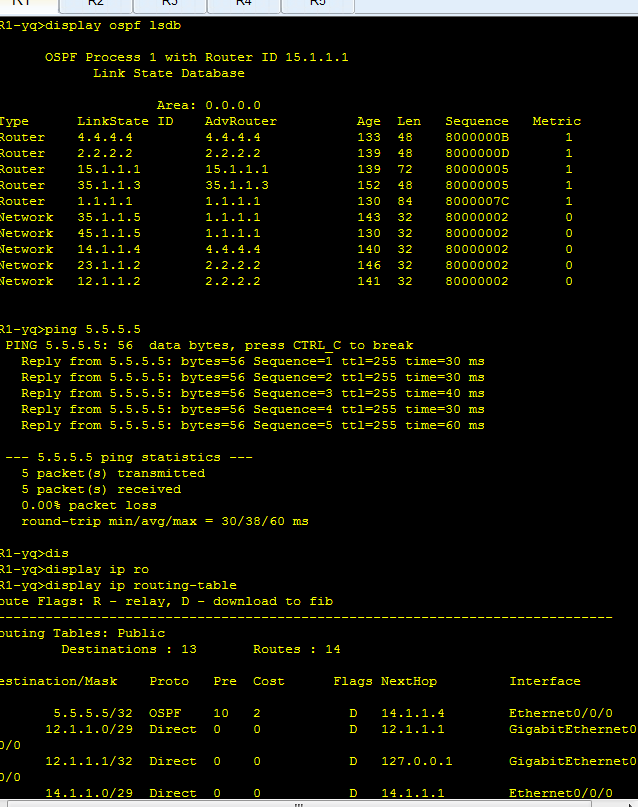 R1 R2 R3 R4 R5
R1-yq>display ospf lsdb
OSPF Process 1 with Router ID 15.1.1.1
Link State Database
Area: 0.0.0.0
Type LinkState ID AdvRouter Age Len Sequence Metric
Router 4.4.4.4 4.4.4.4 133 48 8000000B 1
Router 2.2.2.2 2.2.2.2 139 48 8000000D 1
Router 15.1.1.1 15.1.1.1 139 72 80000005 1
Router 35.1.1.3 35.1.1.3 152 48 80000005 1
Router 1.1.1.1 1.1.1.1 130 84 8000007C 1
Network 35.1.1.5 1.1.1.1 143 32 80000002 0
Network 45.1.1.5 1.1.1.1 130 32 80000002 0
Network 14.1.1.4 4.4.4.4 140 32 80000002 0
Network 23.1.1.2 2.2.2.2 146 32 80000002 0
Network 12.1.1.2 2.2.2.2 141 32 80000002 0
R1-yq>ping 5.5.5.5
PING 5.5.5.5: 56 data bytes, press CTRL_C to break
Reply from 5.5.5.5: bytes=56 Sequence=1 ttl=255 time=30 ms
Reply from 5.5.5.5: bytes=56 Sequence=2 ttl=255 time=30 ms
Reply from 5.5.5.5: bytes=56 Sequence=3 ttl=255 time=40 ms
Reply from 5.5.5.5: bytes=56 Sequence=4 ttl=255 time=30 ms
Reply from 5.5.5.5: bytes=56 Sequence=5 ttl=255 time=60 ms
--- 5.5.5.5 ping statistics ---
5 packet(s) transmitted
5 packet(s) received
0.00% packet loss
round-trip min/avg/max = 30/38/60 ms
R1-yq>dis
R1-yq>display ip ro
R1-yq>display ip routing-table
oute Flags: R - relay, D - download to fib
------------------------------------------------------------------------------
outing Tables: Public
Destinations : 13 Routes : 14
estination/Mask Proto Pre Cost Flags NextHop Interface
5.5.5.5/32 OSPF 10 2 D 14.1.1.4 Ethernet0/0/0
12.1.1.0/29 Direct 0 0 D 12.1.1.1 GigabitEthernet0
0/0
12.1.1.1/32 Direct 0 0 D 127.0.0.1 GigabitEthernet0
0/0
14.1.1.0/29 Direct 0 0 D 14.1.1.1 Ethernet0/0/0